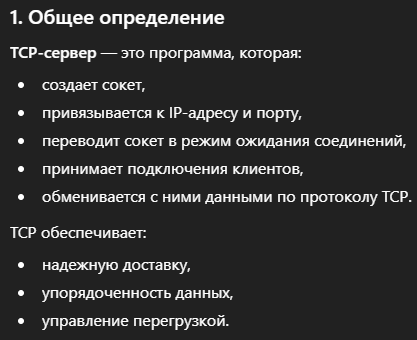 1. Общее определение
TCP-сервер — это программа, которая:
• создает сокет,
• привязывается к IP-адресу и порту,
• переводит сокет в режим ожидания соединений,
• принимает подключения клиентов,
• обменивается с ними данными по протоколу TCP.
TCP обеспечивает:
• надежную доставку,
• упорядоченность данных,
• управление перегрузкой.